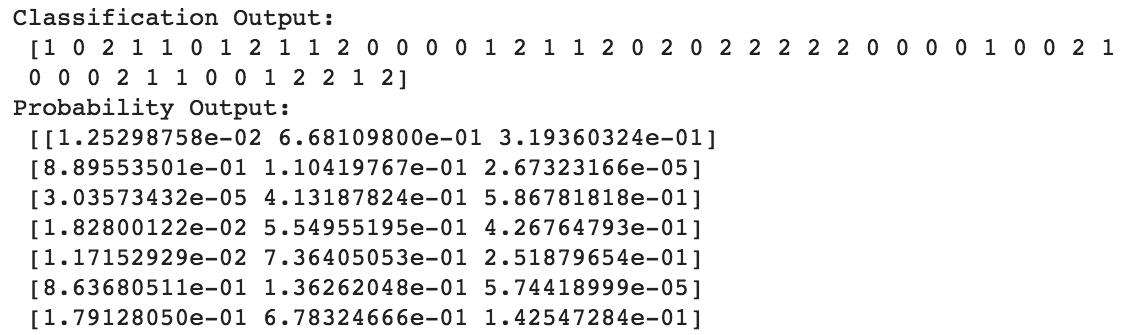 Classification Output:
[1 0 2 1 1 0 1 2 1 1 2 0 0 0 0 1 2 1 1 2 0 2 0 2 2 2 2 2 0 0 0 0 1 0 0 2 1
0 0 0 2 1 1 0 0 1 2 2 1 2]
Probability Output:
[[1.25298758e-02 6.68109800e-01 3.19360324e-01]
[8.89553501e-01 1.10419767e-01 2.67323166e-05]
[3.03573432e-05 4.13187824e-01 5.86781818e-01]
[1.82800122e-02 5.54955195e-01 4.26764793e-01]
[1.17152929e-02 7.36405053e-01 2.51879654e-01]
[8.63680511e-01 1.36262048e-01 5.74418999e-05]
[1.79128050e-01 6.78324666e-01 1.42547284e-01]